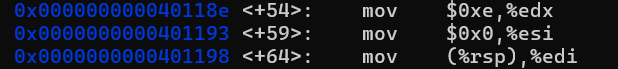 0x000000000040118e <+54>:    mov    $0xe,%edx
0x0000000000401193 <+59>:    mov    $0x0,%esi
0x0000000000401198 <+64>:    mov    (%rsp),%edi